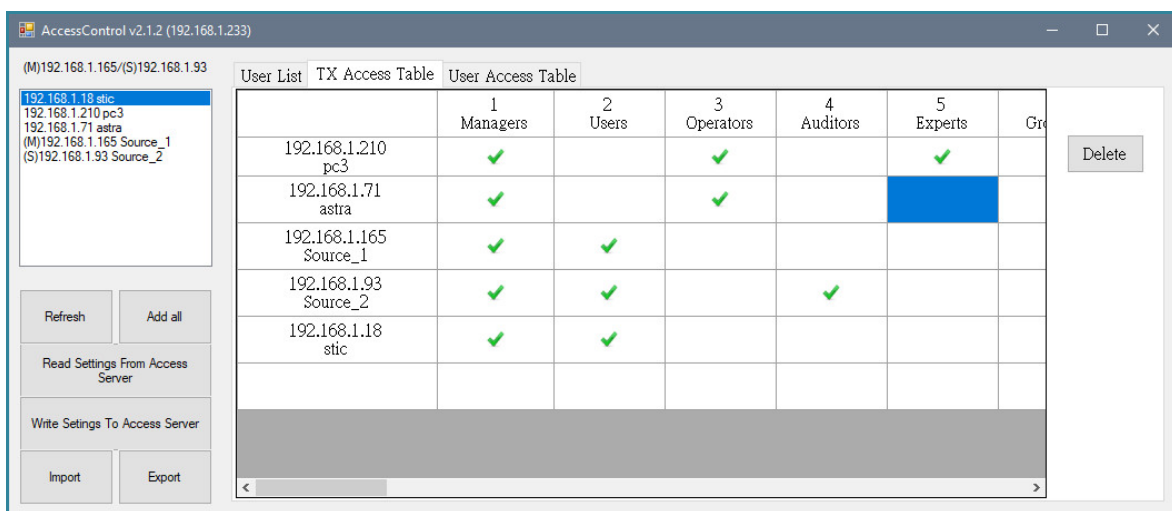 AccessControl v2.1.2 (192.168.1.233)
(M)192.168.1.165/(S)192.168.1.93
192.168.1.18 stic
192.168.1.210 pc3
192.168.1.71 astra
(M)192.168.1.165 Source_1
(S)192.168.1.93 Source_2
Refresh
Add all
Read Settings From Access
Server
Write Setings To Access Server
Import
Export
User List
TX Access Table
User Access Table
1
Managers
2
Users
3
Operators
4
Auditors
5
Experts
192.168.1.210
pc3
192.168.1.71
astra
192.168.1.165
Source_1
192.168.1.93
Source_2
192.168.1.18
stic
Delete